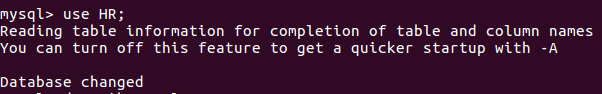 mysql> use HR;
Reading table information for completion of table and column names
You can turn off this feature to get a quicker startup with -A
Database changed